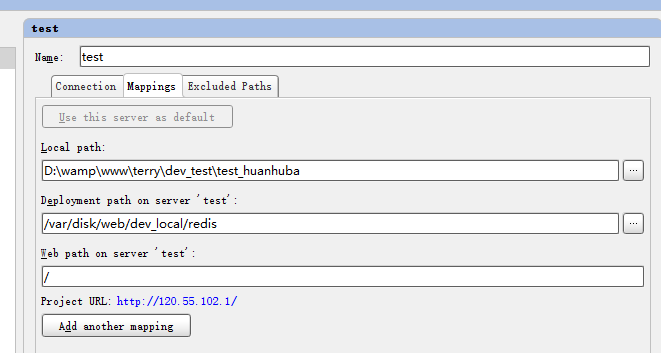 test
Name: test
Connection Mappings Excluded Paths
Use this server as default
Local path:
D:\wamp\www\terry\dev_test\test_huanhuba ...
Deployment path on server 'test':
/var/disk/web/dev_local/redis ...
Web path on server 'test':
/
Project URL: http://120.55.102.1/
Add another mapping